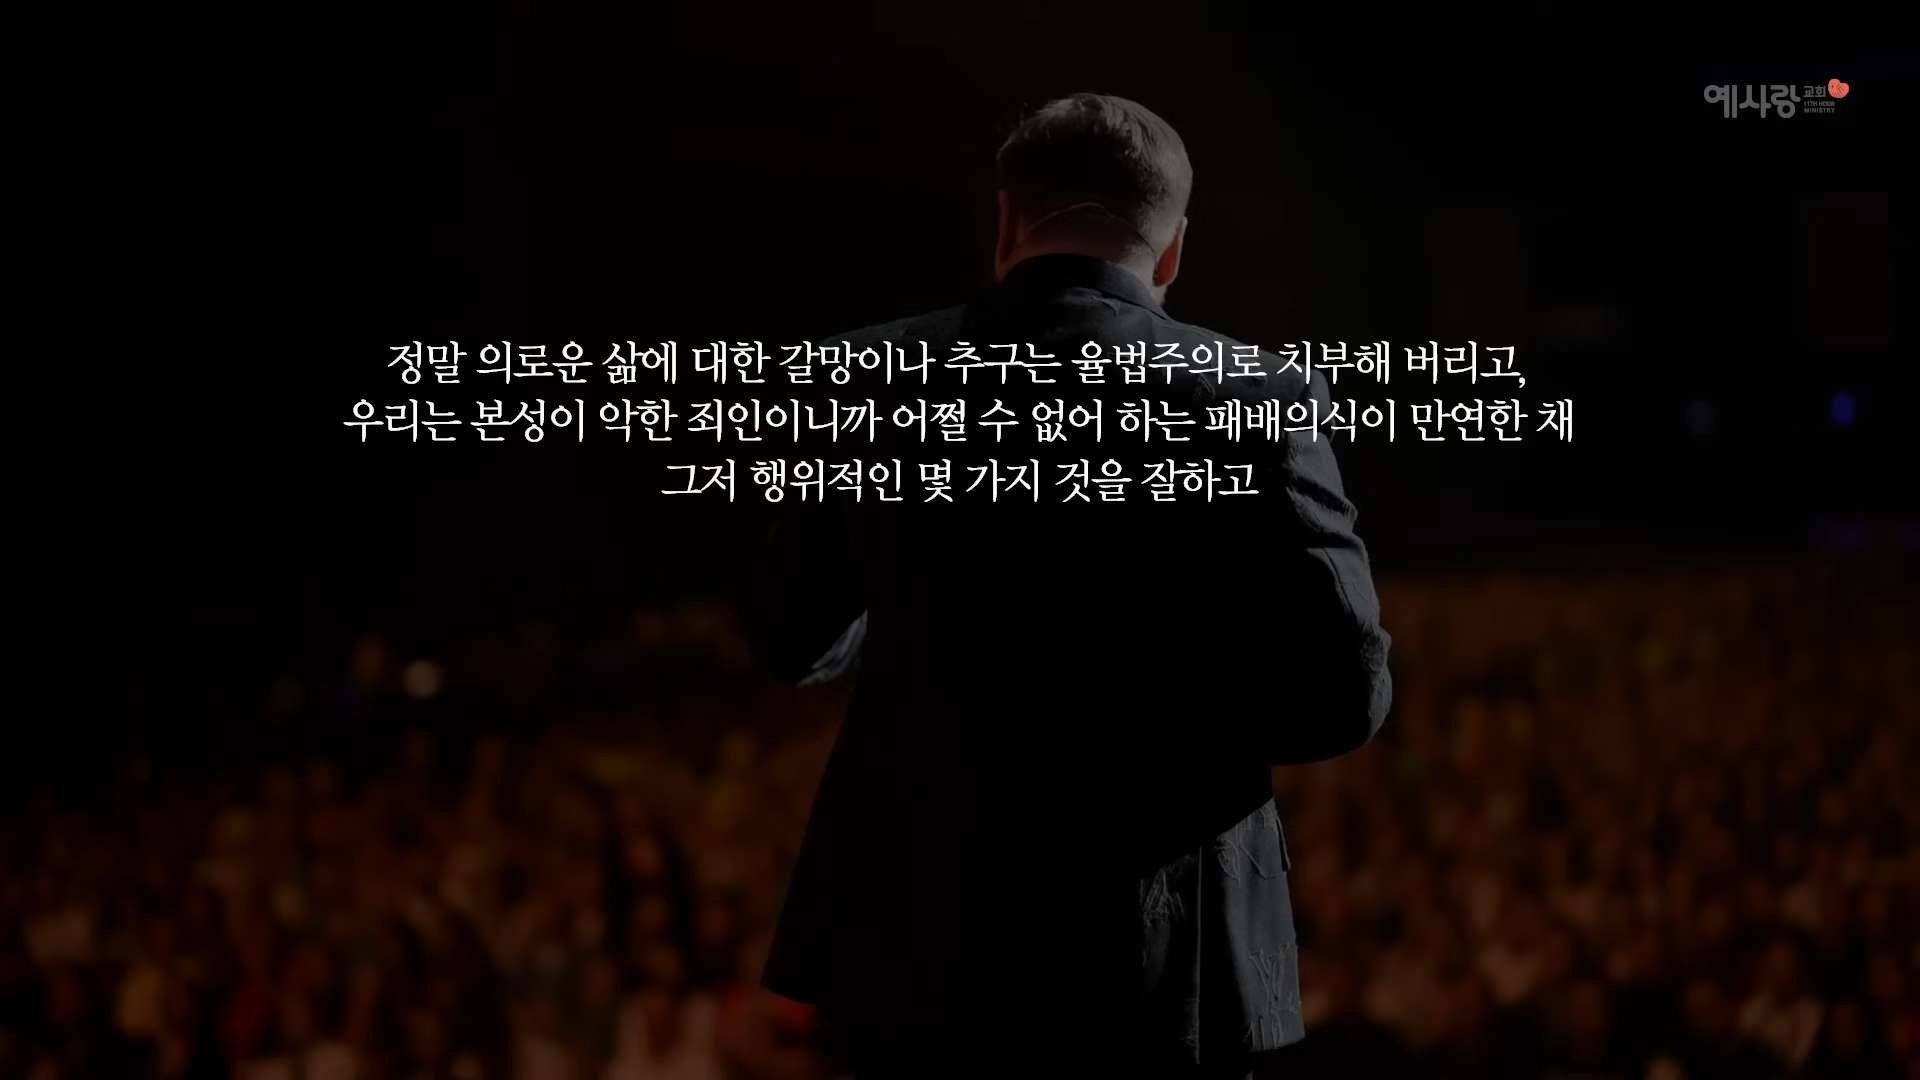 예사랑 교회
11TH HOUR
MINISTRY
정말 의로운 삶에 대한 갈망이나 추구는 율법주의로 치부해 버리고,
우리는 본성이 악한 죄인이니까 어쩔 수 없어 하는 패배의식이 만연한 채
그저 행위적인 몇 가지 것을 잘하고